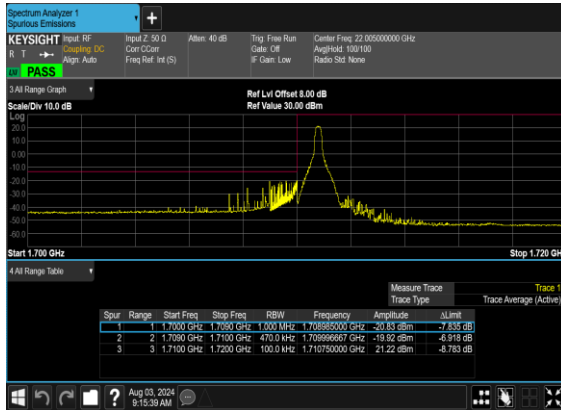 Spectrum Analyzer 1
Spurious Emissions
KEYSIGHT Input: RF Input Z: 50 Ω Atten: 40 dB Trig: Free Run Center Freq: 22.005000000 GHz
R T Coupling: DC Corr CCorr Gate: Off Avg|Hold: 100/100
Align: Auto Freq Ref: Int (S) IF Gain: Low Radio Std: None
LV PASS
3 All Range Graph
Ref Lvl Offset 8.00 dB
Scale/Div 10.0 dB Ref Value 30.00 dBm
Log
20.0
10.0
0.00
-10.0
-20.0
-30.0
-40.0
-50.0
-60.0
Start 1.700 GHz Stop 1.720 GH
4 All Range Table
Measure Trace Trace 1
Trace Type Trace Average (Active)
Spur Range Start Freq Stop Freq RBW Frequency Amplitude ΔLimit
1 1 1.7000 GHz 1.7090 GHz 1.000 MHz 1.708985000 GHz -20.83 dBm -7.835 dB
2 2 1.7090 GHz 1.7100 GHz 470.0 kHz 1.709996667 GHz -19.92 dBm -6.918 dB
3 3 1.7100 GHz 1.7200 GHz 100.0 kHz 1.710750000 GHz 21.22 dBm -8.783 dB
? Aug 03, 2024
9:15:39 AM